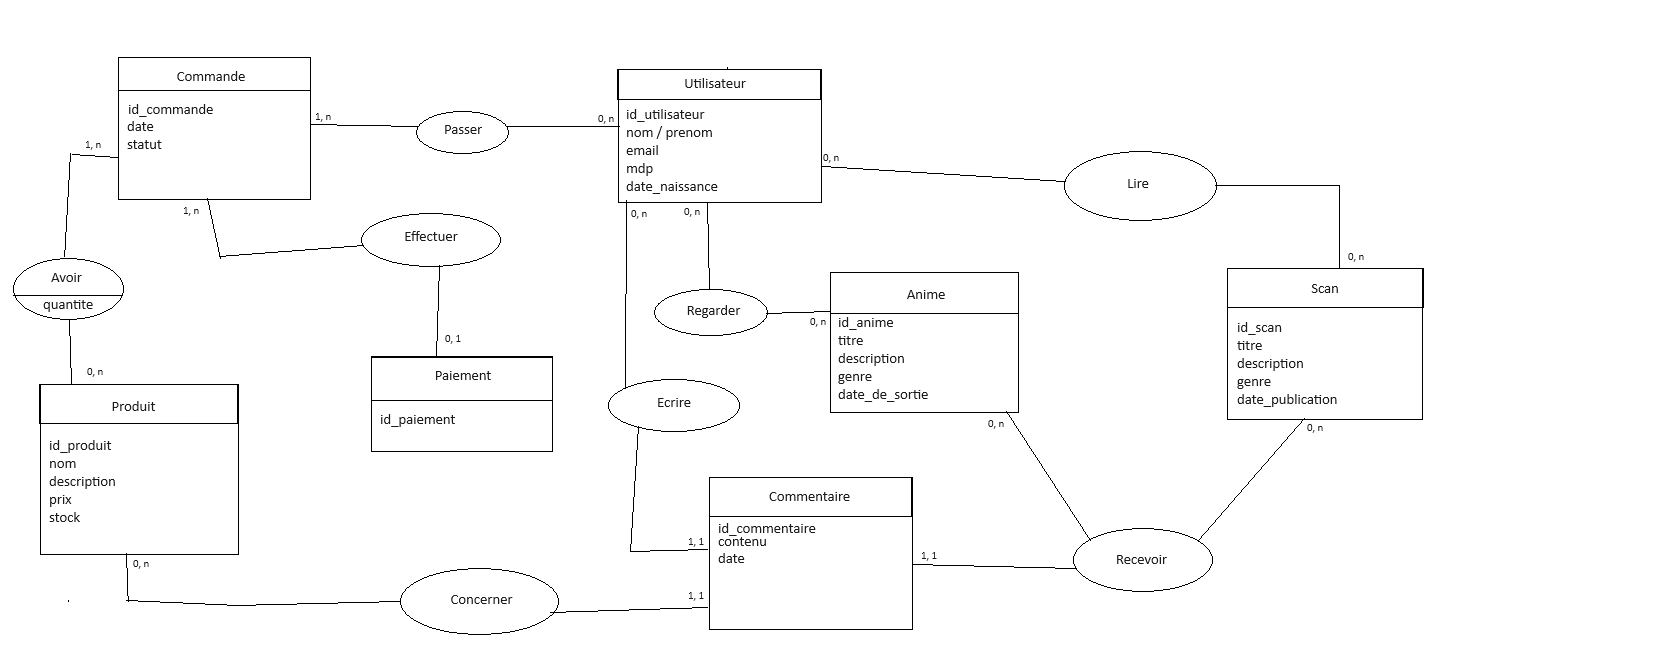 Commande
id_commande
date
statut
1, n
Passer
0, n
Utilisateur
id_utilisateur
nom / prenom
email
mdp
date_naissance
0, n
Lire
0, n
1, n
1, n
Effectuer
0, 1
Avoir
quantite
0, n
Paiement
id_paiement
0, n
0, n
Regarder
0, n
Anime
id_anime
titre
description
genre
date_de_sortie
0, n
Scan
id_scan
titre
description
genre
date_publication
0, n
Ecrire
1, 1
Produit
id_produit
nom
description
prix
stock
0, n
Concerner
1, 1
Commentaire
id_commentaire
contenu
date
1, 1
Recevoir